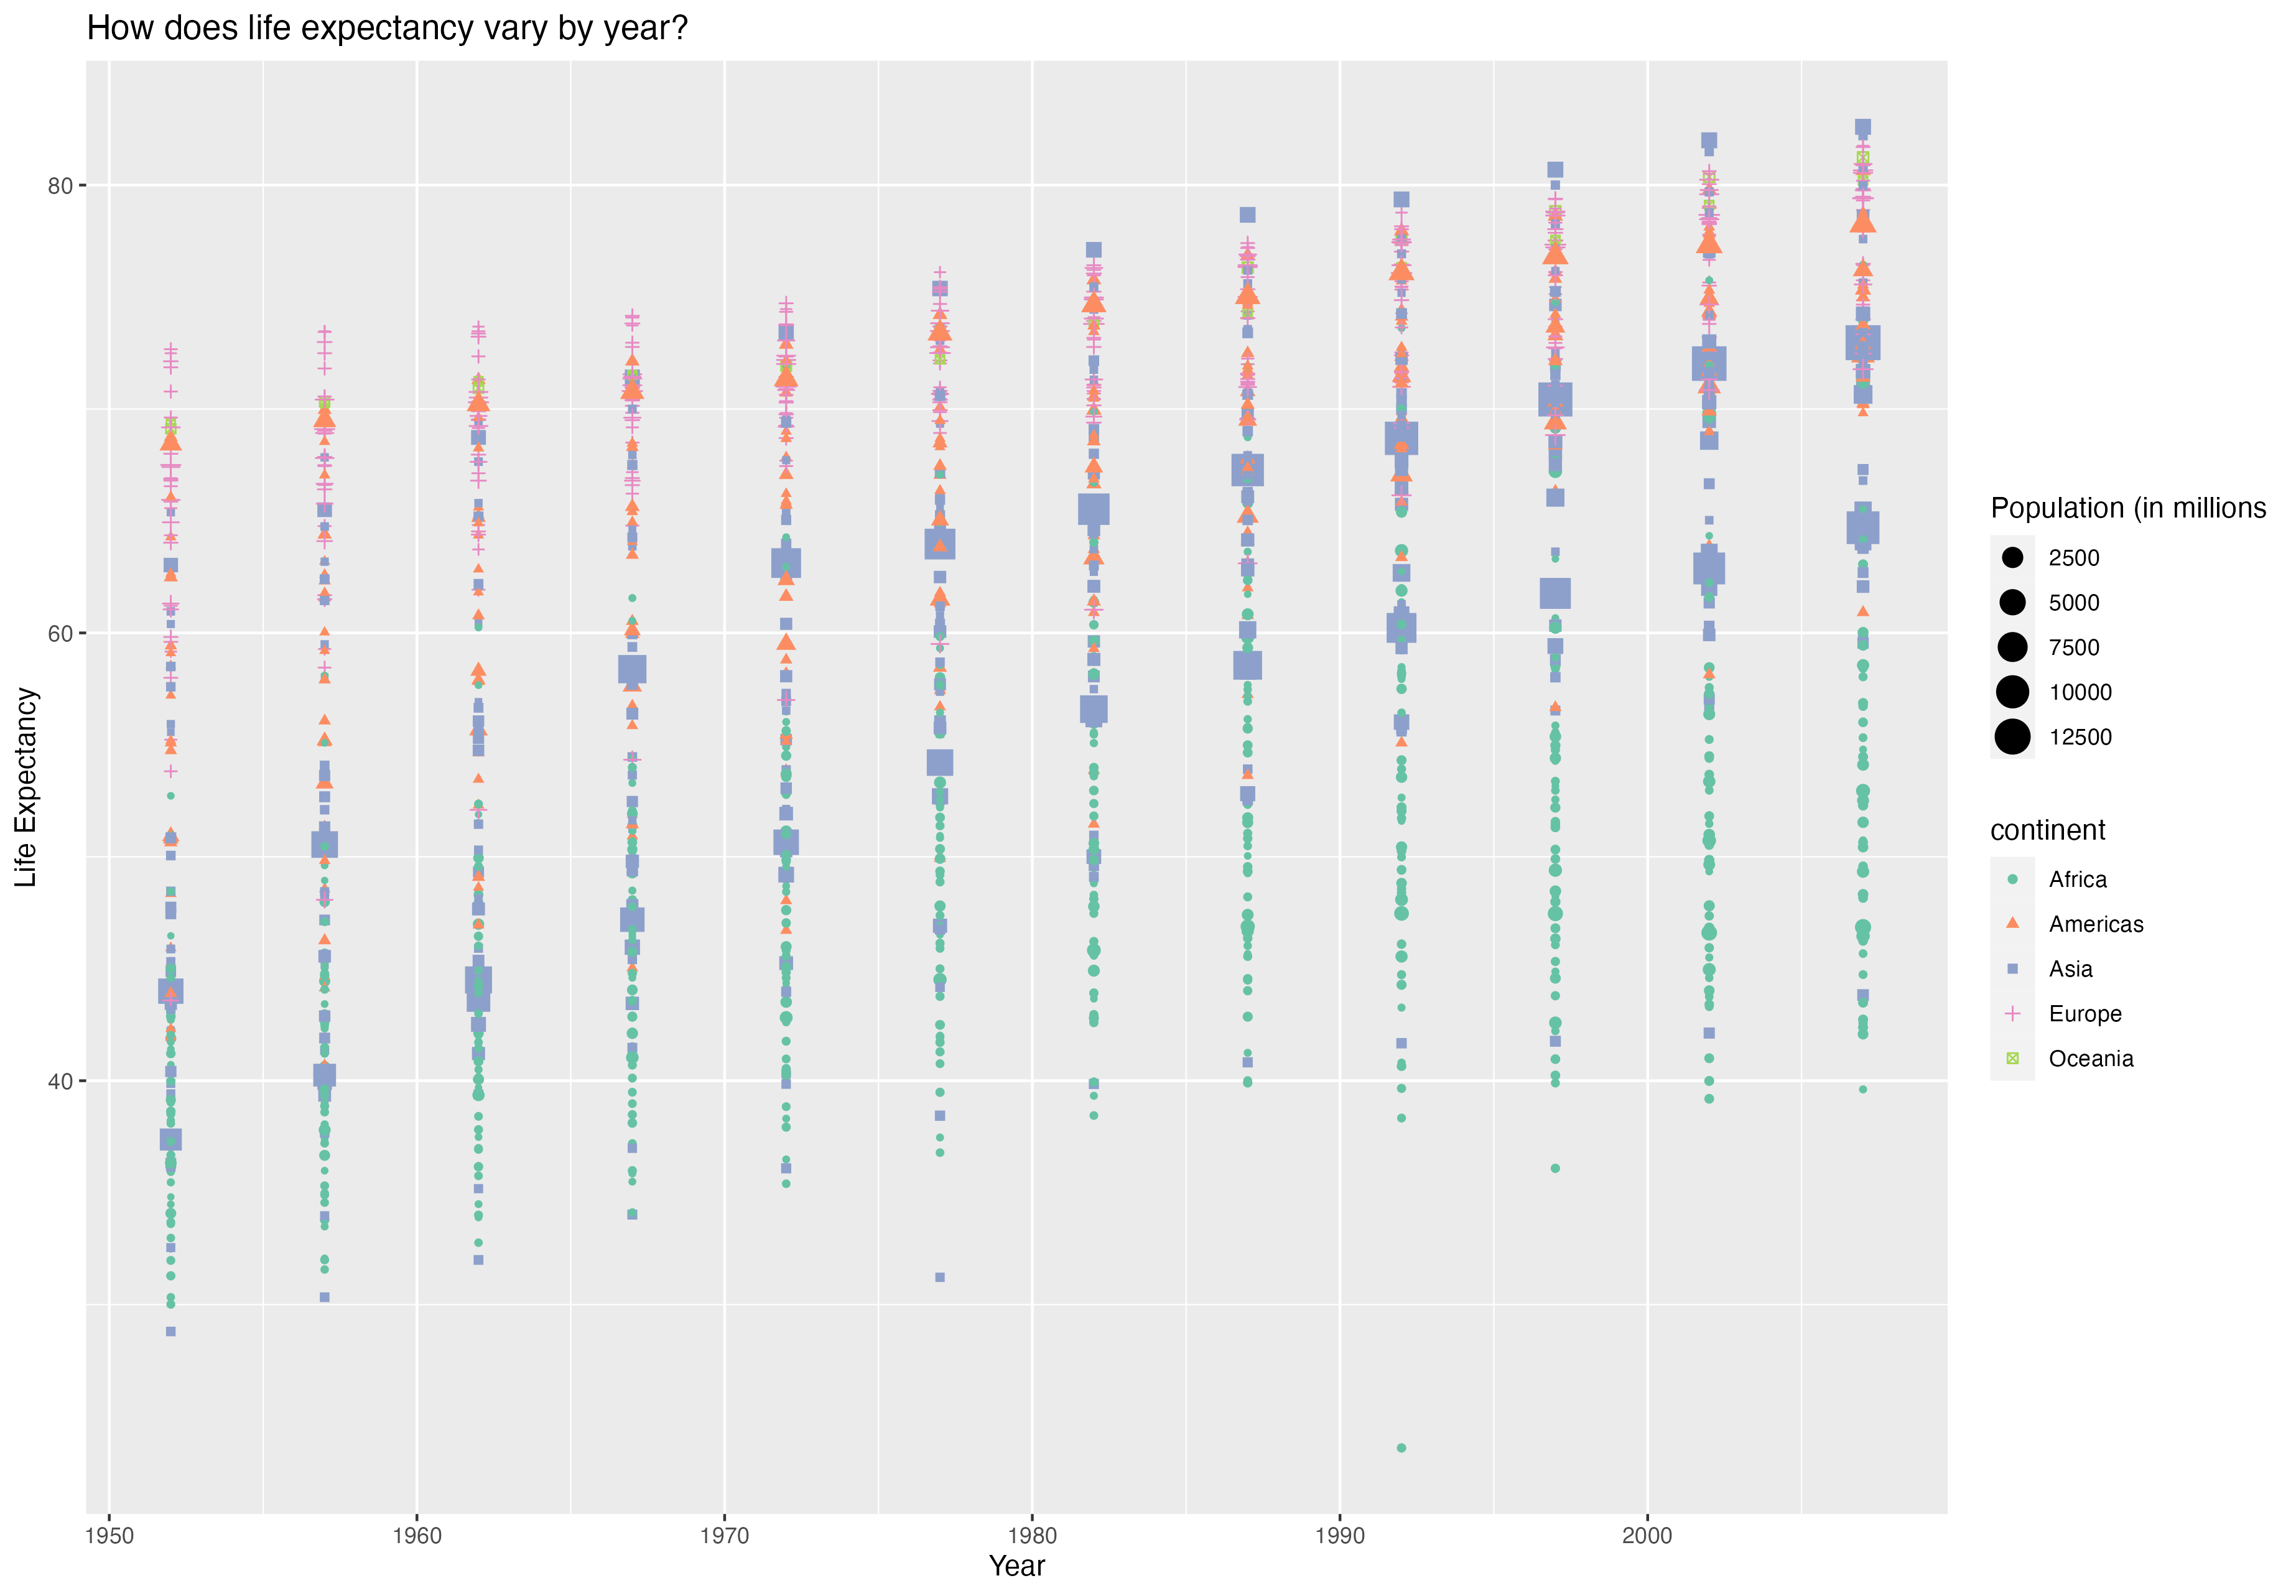 How does life expectancy vary by year?
80
60
40
Life Expectancy
1950 1960 1970 1980 1990 2000
Year
Population (in millions
2500
5000
7500
10000
12500
continent
Africa
Americas
Asia
Europe
Oceania